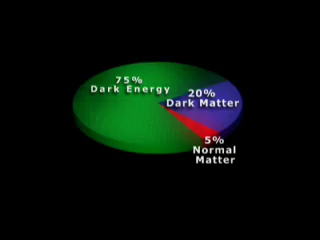 75%
Dark Energy
20%
Dark Matter
5%
Normal
Matter